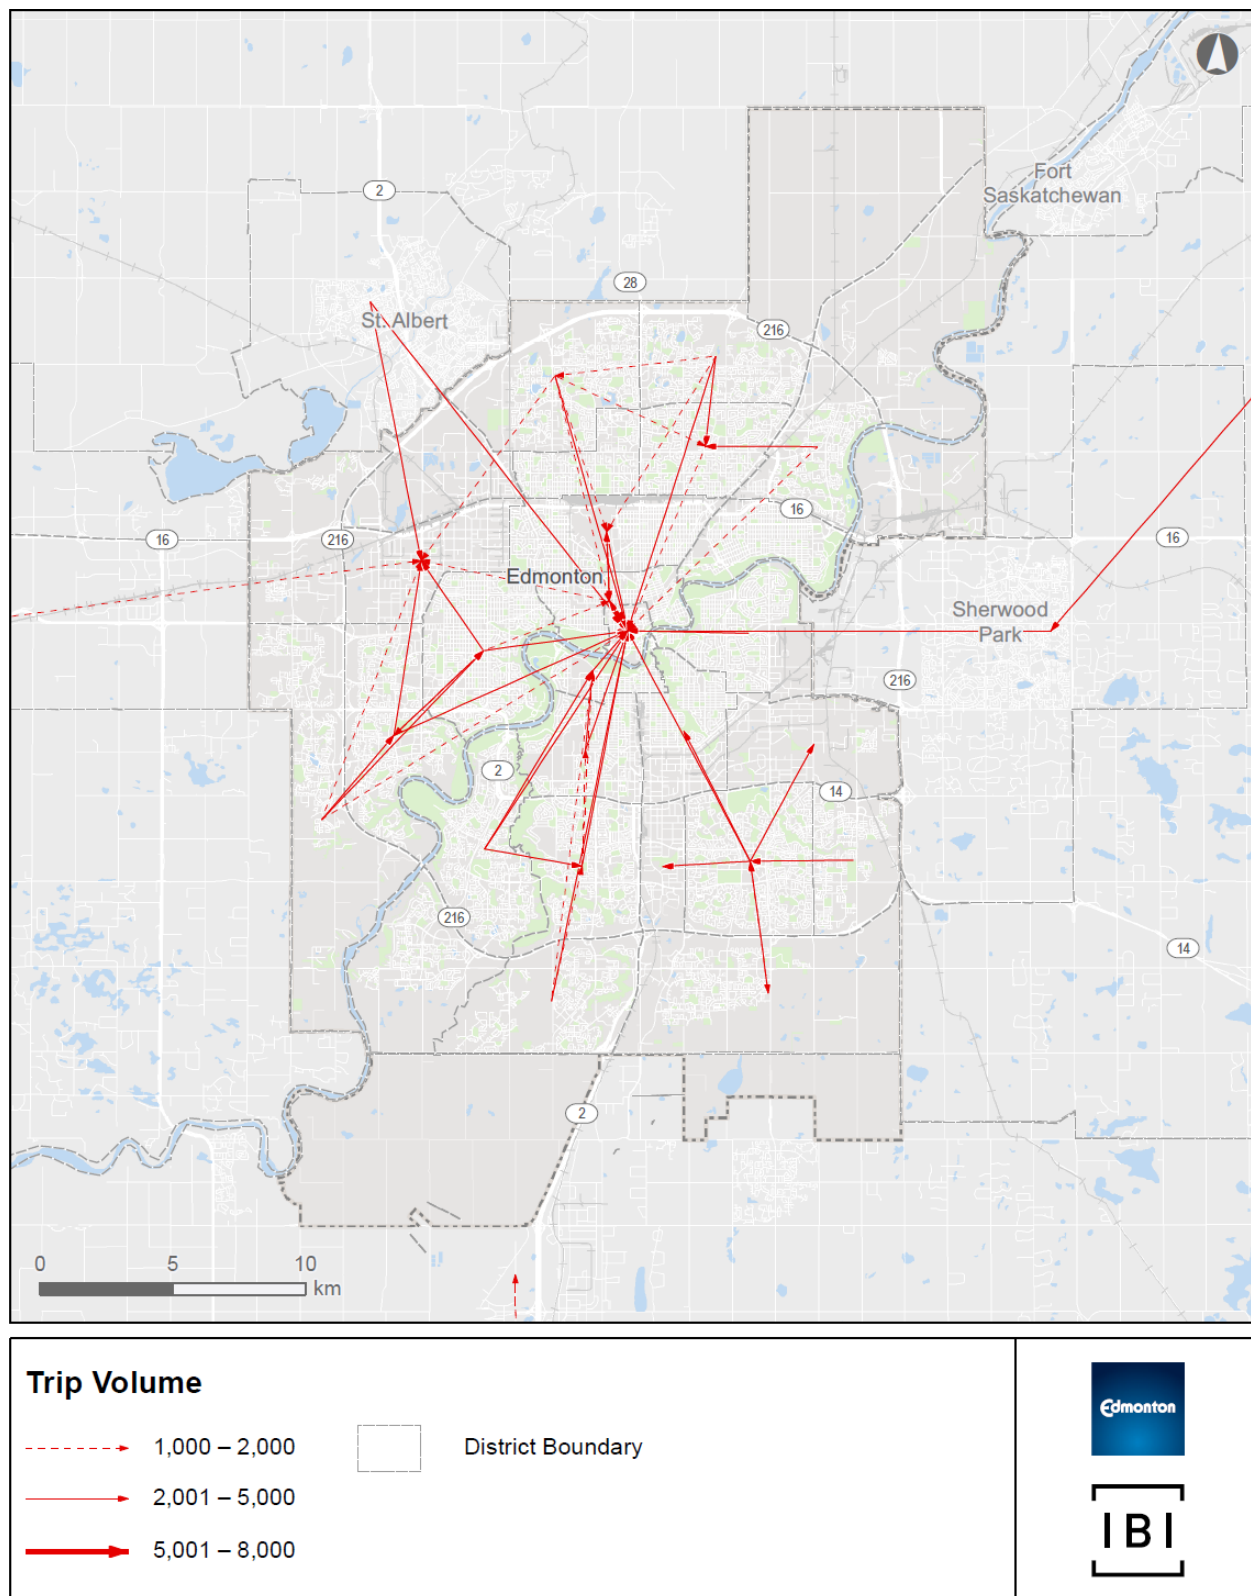 Fort
Saskatchewan
2
28
St. Albert
216
16
16
216
16
Edmonton
Sherwood
Park
216
2
14
216
14
2
0 5 10
km
Trip Volume
1,000 – 2,000
District Boundary
2,001 – 5,000
5,001 – 8,000
Edmonton
IBI